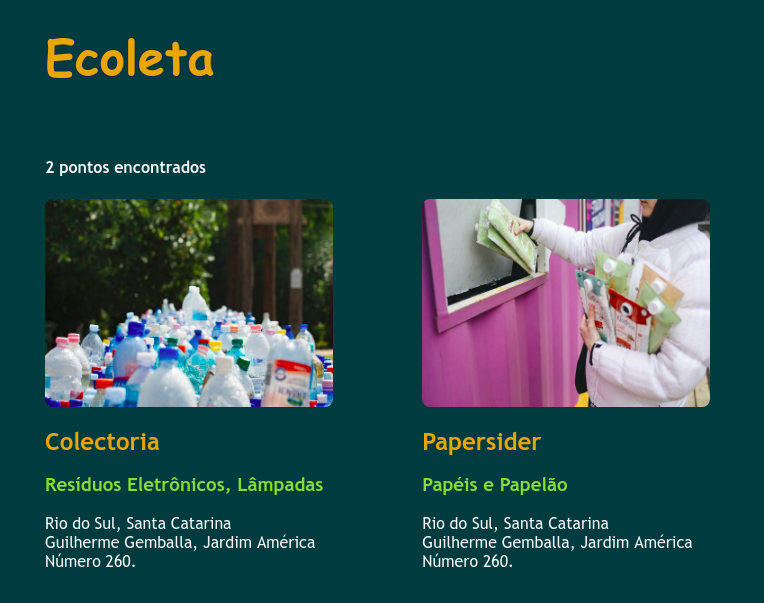 Ecoleta
2 pontos encontrados
Colectoria
Resíduos Eletrônicos, Lâmpadas
Rio do Sul, Santa Catarina
Guilherme Gemballa, Jardim América
Número 260.
Papersider
Papéis e Papelão
Rio do Sul, Santa Catarina
Guilherme Gemballa, Jardim América
Número 260.